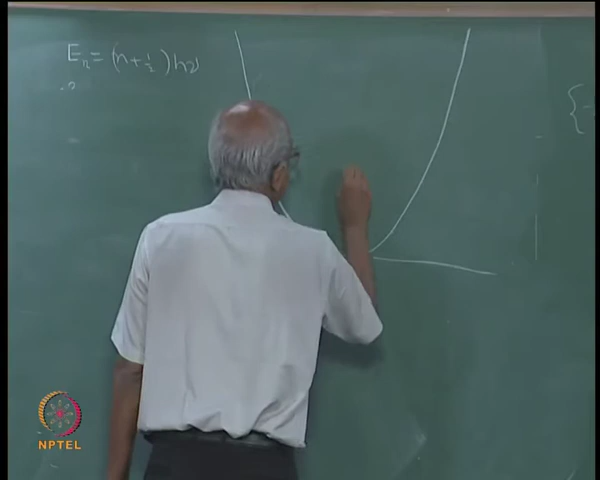 Eₙ = (n + 1/2) hν
NPTEL